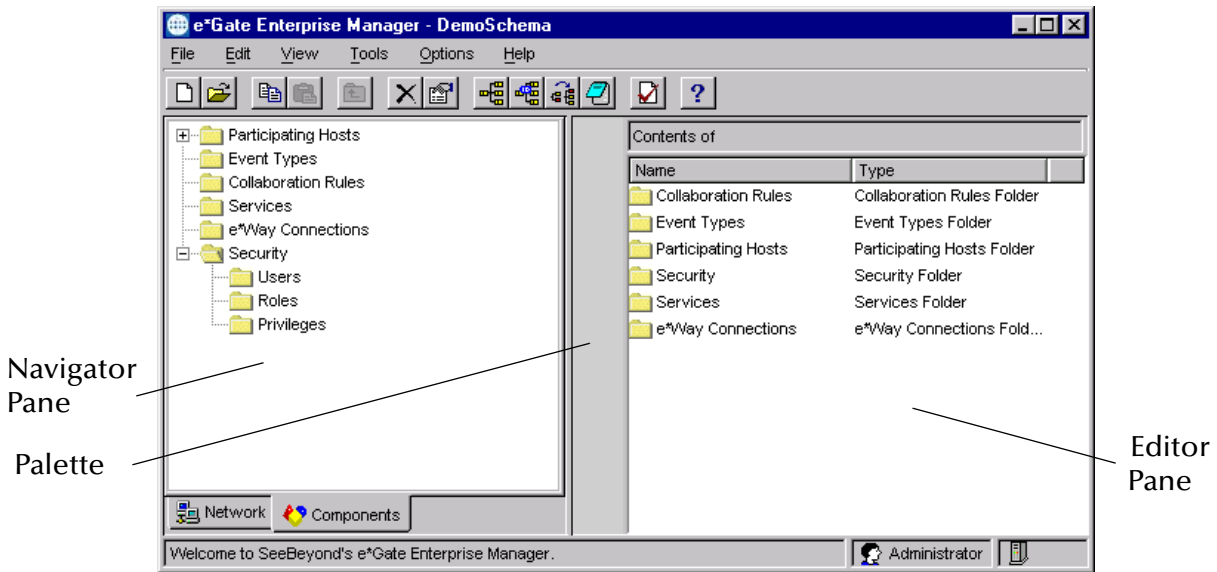 e*Gate Enterprise Manager - DemoSchema
File Edit View Tools Options Help
?
Participating Hosts
Event Types
Collaboration Rules
Services
e*Way Connections
Security
Users
Roles
Privileges
Navigator
Pane
Palette
Network Components
Contents of
Name Type
Collaboration Rules Collaboration Rules Folder
Event Types Event Types Folder
Participating Hosts Participating Hosts Folder
Security Security Folder
Services Services Folder
e*Way Connections e*Way Connections Fold...
Editor
Pane
Welcome to SeeBeyond's e*Gate Enterprise Manager.
Administrator